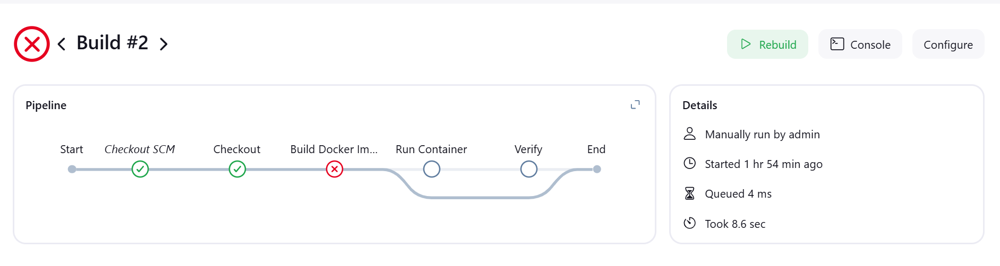 Build #2
Rebuild
Console
Configure
Pipeline
Start
Checkout SCM
Checkout
Build Docker Im...
Run Container
Verify
End
Details
Manually run by admin
Started 1 hr 54 min ago
Queued 4 ms
Took 8.6 sec